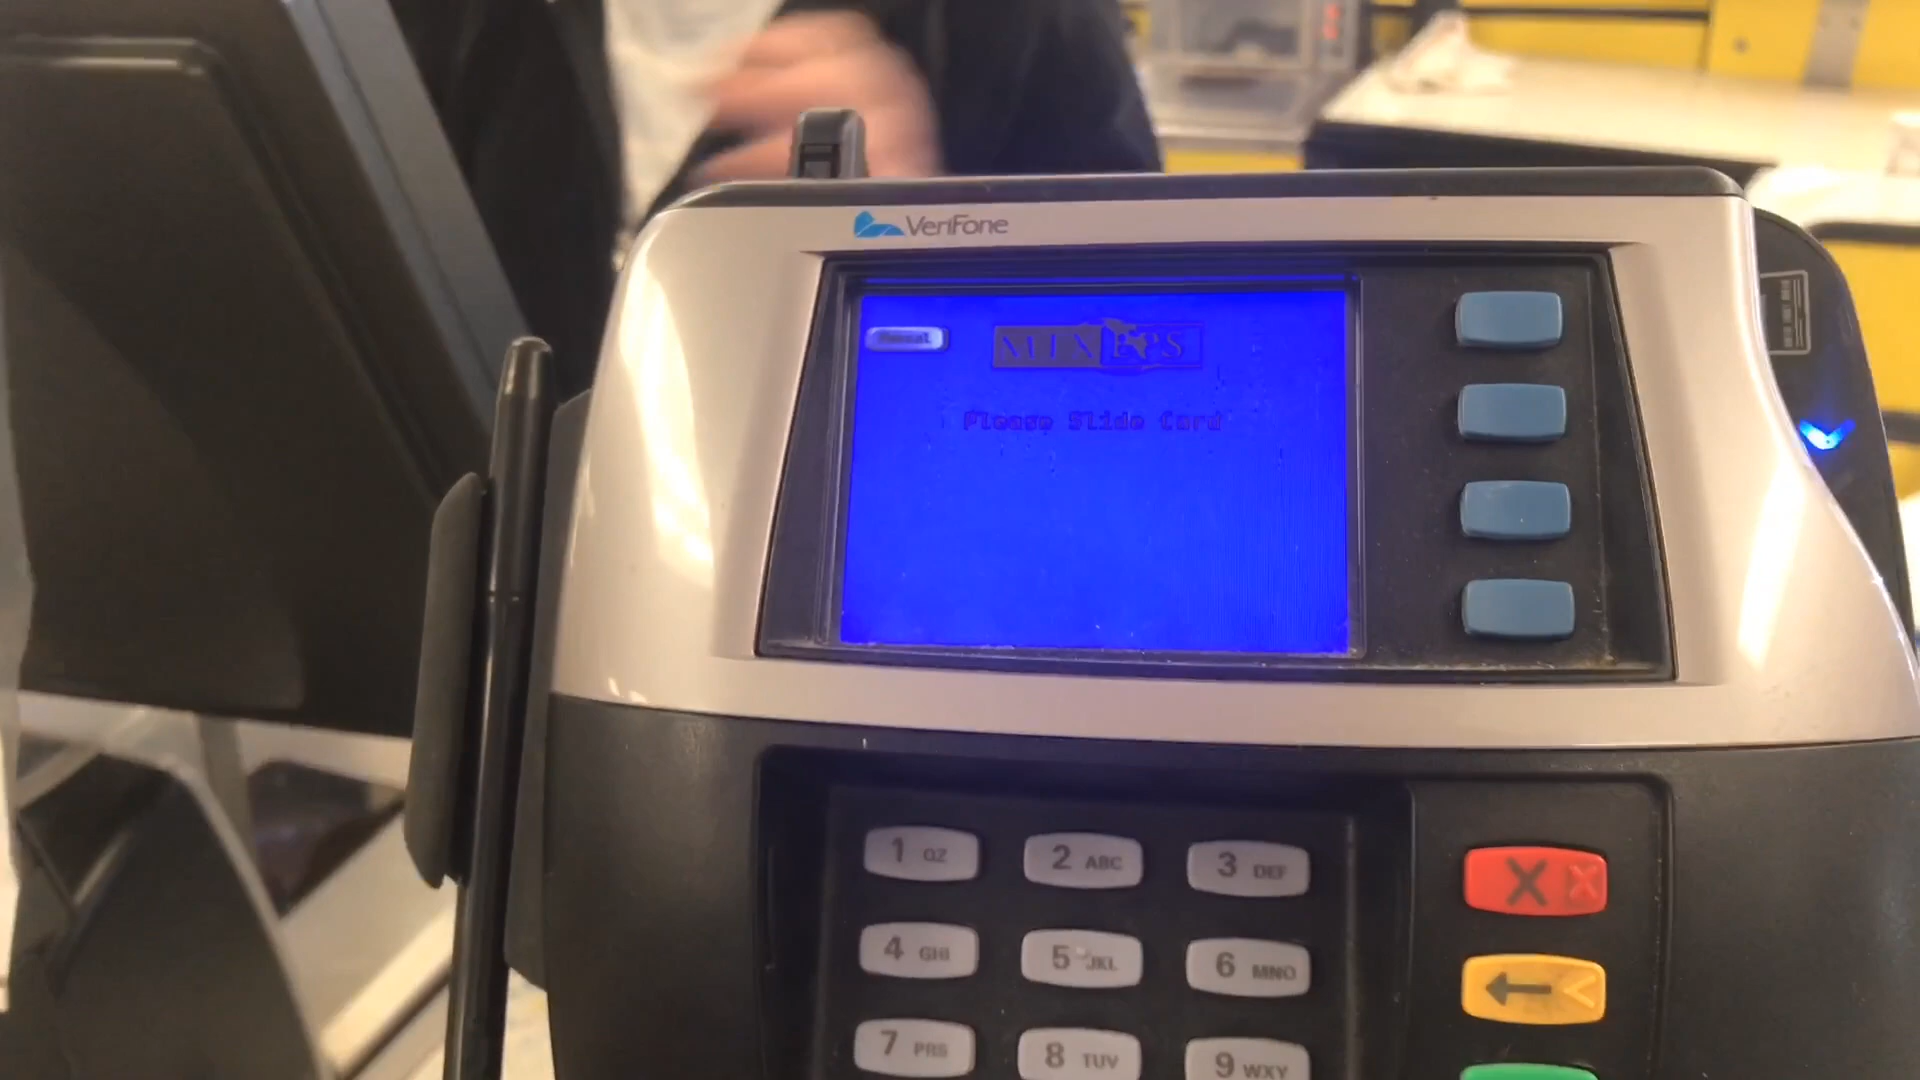 VeriFone
Manual
MTXEPS
Please Slide Card
1 QZ
2 ABC
3 DEF
4 GHI
5 JKL
6 MNO
7 PRS
8 TUV
9 WXY